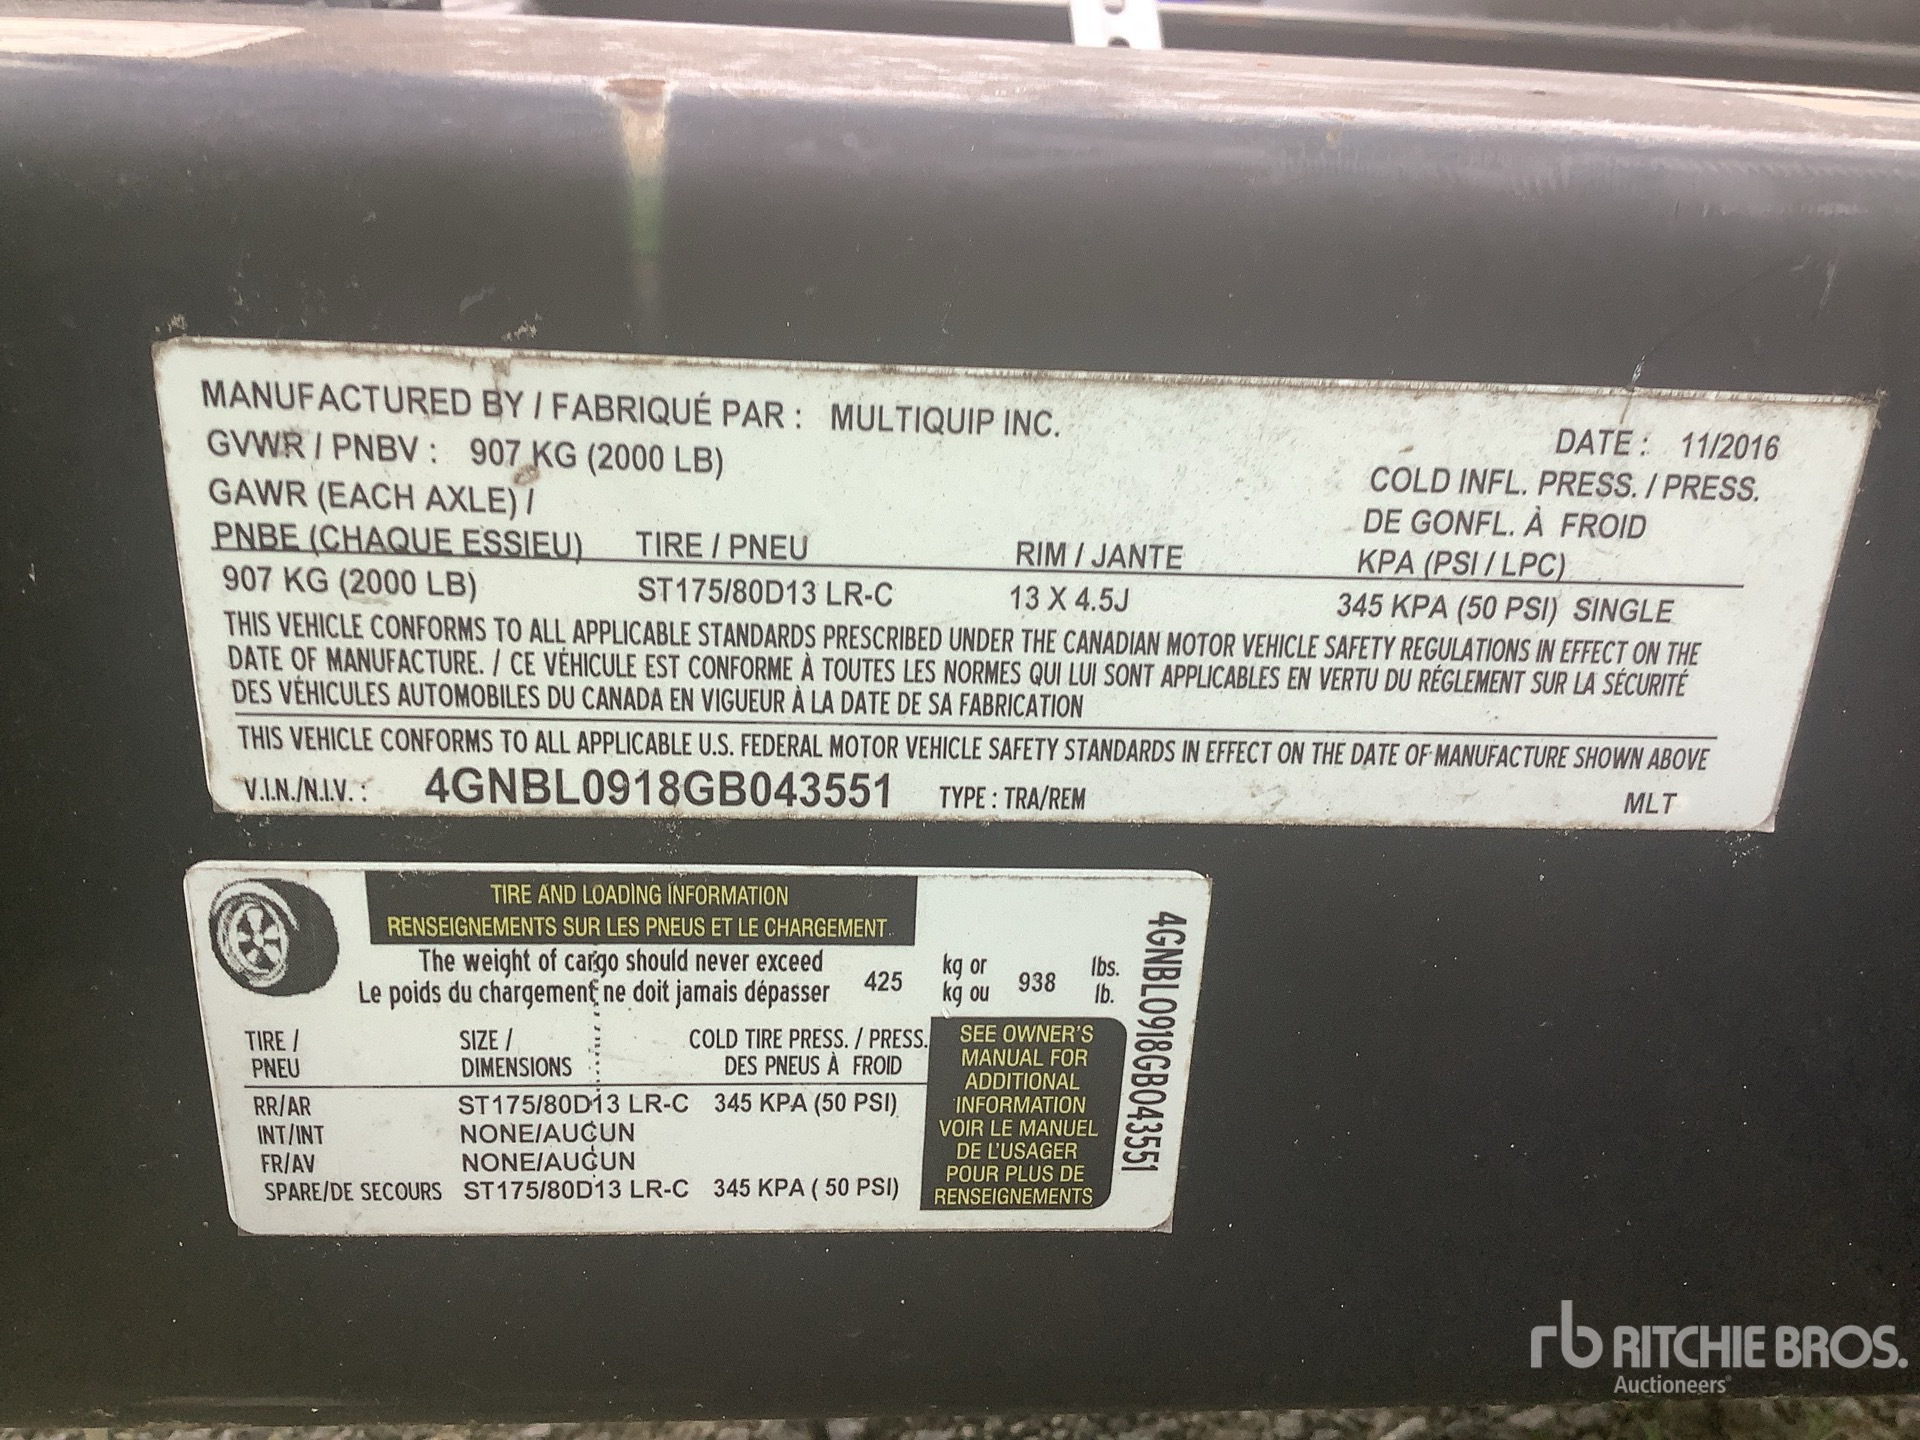 MANUFACTURED BY / FABRIQUÉ PAR : MULTIQUIP INC.
DATE : 11/2016
GVWR / PNBV : 907 KG (2000 LB)
GAWR (EACH AXLE) /
PNBE (CHAQUE ESSIEU)
TIRE / PNEU
RIM / JANTE
COLD INFL. PRESS. / PRESS.
DE GONFL. À FROID
KPA (PSI / LPC)
907 KG (2000 LB) ST175/80D13 LR-C 13 X 4.5J 345 KPA (50 PSI) SINGLE
THIS VEHICLE CONFORMS TO ALL APPLICABLE STANDARDS PRESCRIBED UNDER THE CANADIAN MOTOR VEHICLE SAFETY REGULATIONS IN EFFECT ON THE
DATE OF MANUFACTURE. / CE VÉHICULE EST CONFORME À TOUTES LES NORMES QUI LUI SONT APPLICABLES EN VERTU DU RÉGLEMENT SUR LA SÉCURITÉ
DES VÉHICULES AUTOMOBILES DU CANADA EN VIGUEUR À LA DATE DE SA FABRICATION
THIS VEHICLE CONFORMS TO ALL APPLICABLE U.S. FEDERAL MOTOR VEHICLE SAFETY STANDARDS IN EFFECT ON THE DATE OF MANUFACTURE SHOWN ABOVE
V.I.N./N.I.V. : 4GNBL0918GB043551 TYPE : TRA/REM MLT
TIRE AND LOADING INFORMATION
RENSEIGNEMENTS SUR LES PNEUS ET LE CHARGEMENT
The weight of cargo should never exceed
Le poids du chargement ne doit jamais dépasser
425
kg or
kg ou
938
lbs.
lb.
TIRE /
PNEU
SIZE /
DIMENSIONS
COLD TIRE PRESS. / PRESS.
DES PNEUS À FROID
RR/AR ST175/80D13 LR-C 345 KPA (50 PSI)
INT/INT NONE/AUCUN
FR/AV NONE/AUCUN
SPARE/DE SECOURS ST175/80D13 LR-C 345 KPA ( 50 PSI)
SEE OWNER'S
MANUAL FOR
ADDITIONAL
INFORMATION
VOIR LE MANUEL
DE L'USAGER
POUR PLUS DE
RENSEIGNEMENTS
4GNBL0918GB043551
rb RITCHIE BROS.
Auctioneers